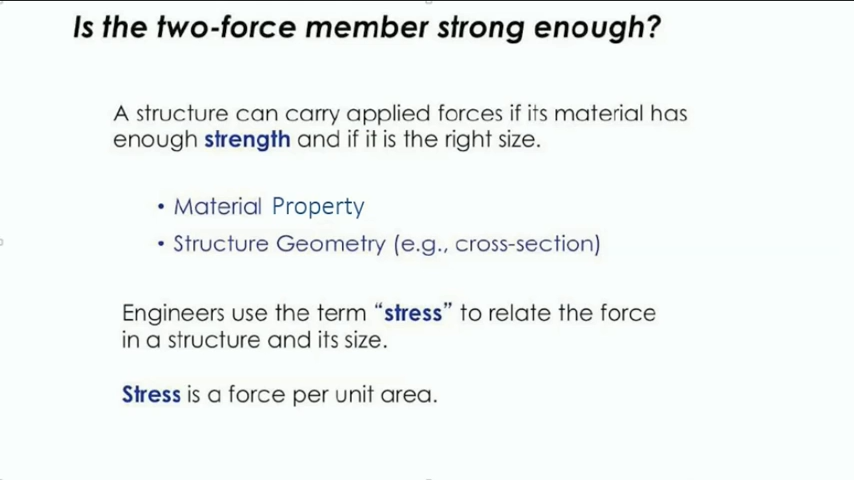 Is the two-force member strong enough?
A structure can carry applied forces if its material has
enough strength and if it is the right size.
• Material Property
• Structure Geometry (e.g., cross-section)
Engineers use the term “stress” to relate the force
in a structure and its size.
Stress is a force per unit area.